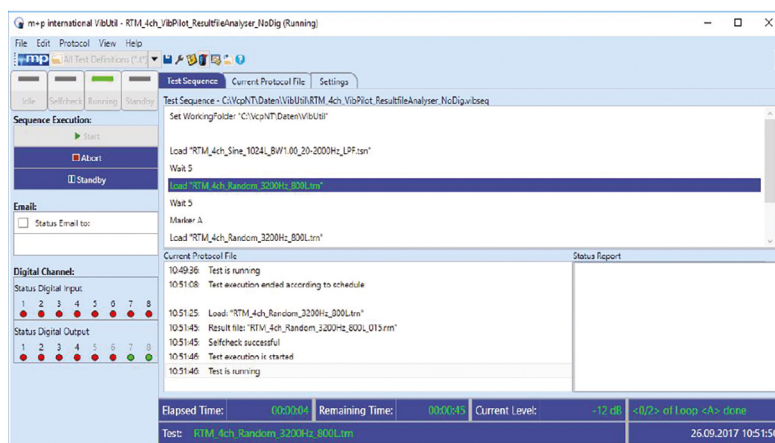 m+p international VibUtil - RTM_4ch_VibPilot_ResultfileAnalyser_NoDig (Running)
File Edit Protocol View Help
mp All Test Definitions (*.t*)
Idle Selfcheck Running Standby
Test Sequence Current Protocol File Settings
Test Sequence - C:\VcpNT\Daten\VibUtil\RTM_4ch_VibPilot_ResultfileAnalyser_NoDig.vibseq
Set WorkingFolder "C:\VcpNT\Daten\VibUtil"
Load "RTM_4ch_Sine_1024L_BW1.00_20-2000Hz_LPF.tsn"
Wait 5
Load "RTM_4ch_Random_3200Hz_800L.trn"
Wait 5
Marker A
Load "RTM_4ch_Random_3200Hz_800L.trn"
Sequence Execution:
Start
Abort
Standby
Email:
Status Email to:
Digital Channel:
Status Digital Input
1 2 3 4 5 6 7 8
Status Digital Output
1 2 3 4 5 6 7 8
Current Protocol File
10:49:36: Test is running
10:51:08: Test execution ended according to schedule
10:51:25: Load: "RTM_4ch_Random_3200Hz_800L.trn"
10:51:45: Result file: "RTM_4ch_Random_3200Hz_800L_015.rrn"
10:51:45: Selfcheck successful
10:51:46: Test execution is started
10:51:46: Test is running
Status Report
Elapsed Time: 00:00:04 Remaining Time: 00:00:45 Current Level: -12 dB <0/2> of Loop <A> done
Test: RTM_4ch_Random_3200Hz_800L.trn 26.09.2017 10:51:50